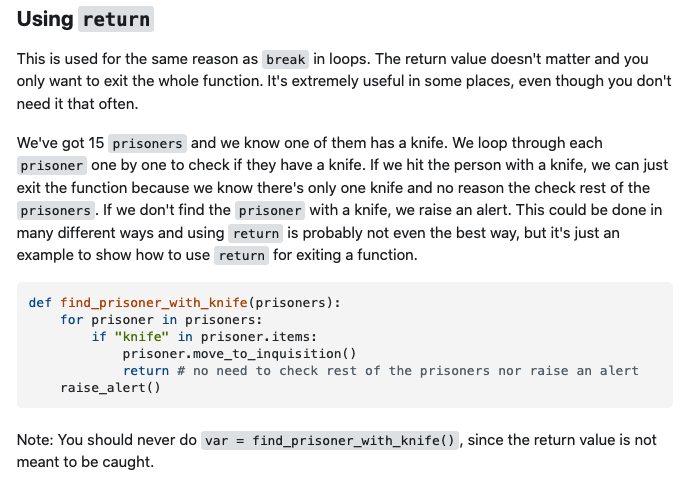 Using return
This is used for the same reason as break in loops. The return value doesn't matter and you
only want to exit the whole function. It's extremely useful in some places, even though you don't
need it that often.
We've got 15 prisoners and we know one of them has a knife. We loop through each
prisoner one by one to check if they have a knife. If we hit the person with a knife, we can just
exit the function because we know there's only one knife and no reason the check rest of the
prisoners. If we don't find the prisoner with a knife, we raise an alert. This could be done in
many different ways and using return is probably not even the best way, but it's just an
example to show how to use return for exiting a function.
def find_prisoner_with_knife(prisoners):
    for prisoner in prisoners:
        if "knife" in prisoner.items:
            prisoner.move_to_inquisition()
            return # no need to check rest of the prisoners nor raise an alert
    raise_alert()
Note: You should never do var = find_prisoner_with_knife(), since the return value is not
meant to be caught.